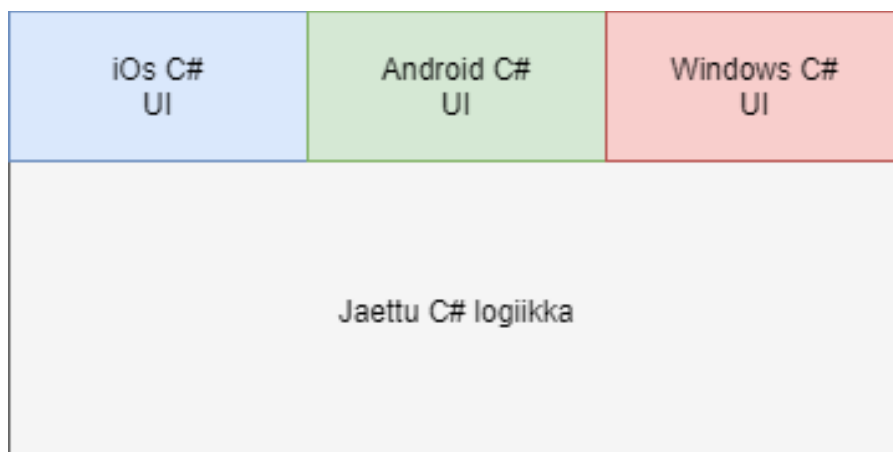 iOs C#
UI
Android C#
UI
Windows C#
UI
Jaettu C# logiikka